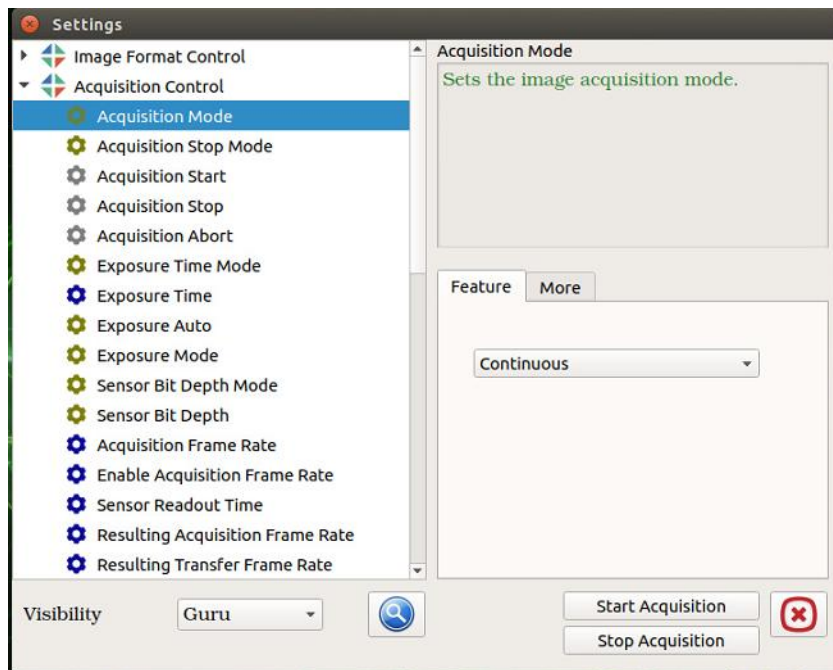 Settings
Image Format Control
Acquisition Control
Acquisition Mode
Acquisition Stop Mode
Acquisition Start
Acquisition Stop
Acquisition Abort
Exposure Time Mode
Exposure Time
Exposure Auto
Exposure Mode
Sensor Bit Depth Mode
Sensor Bit Depth
Acquisition Frame Rate
Enable Acquisition Frame Rate
Sensor Readout Time
Resulting Acquisition Frame Rate
Resulting Transfer Frame Rate
Acquisition Mode
Sets the image acquisition mode.
Feature More
Continuous
Visibility Guru
Start Acquisition
Stop Acquisition